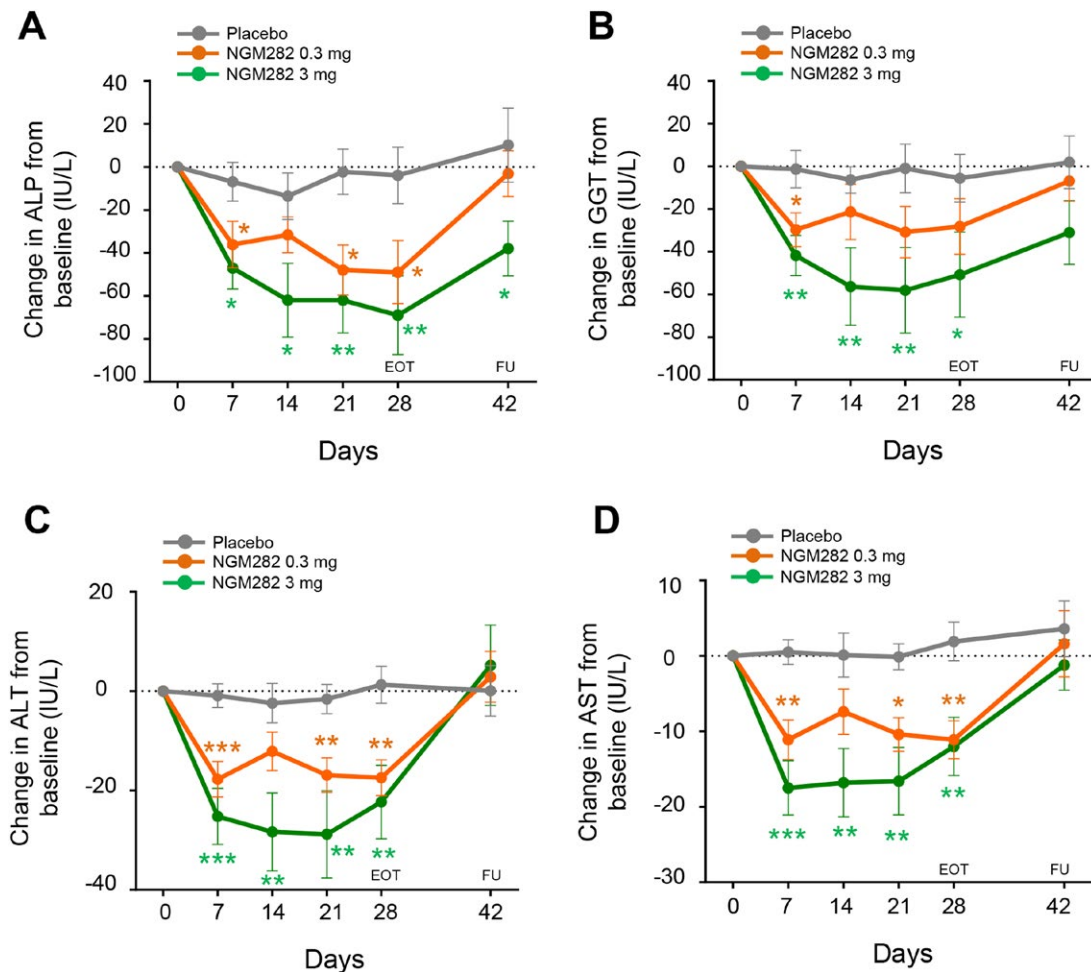 A
Placebo
NGM282 0.3 mg
NGM282 3 mg
Change in ALP from
baseline (IU/L)
40
20
0
-20
-40
-60
-80
-100
*
*
*
*
*
**
**
*
EOT
FU
0 7 14 21 28 42
Days
B
Placebo
NGM282 0.3 mg
NGM282 3 mg
Change in GGT from
baseline (IU/L)
40
20
0
-20
-40
-60
-80
-100
*
**
**
**
*
EOT
FU
0 7 14 21 28 42
Days
C
Placebo
NGM282 0.3 mg
NGM282 3 mg
Change in ALT from
baseline (IU/L)
20
0
-20
-40
***
**
**
***
**
**
**
EOT
FU
0 7 14 21 28 42
Days
D
Placebo
NGM282 0.3 mg
NGM282 3 mg
Change in AST from
baseline (IU/L)
10
0
-10
-20
-30
**
*
**
***
**
**
**
EOT
FU
0 7 14 21 28 42
Days